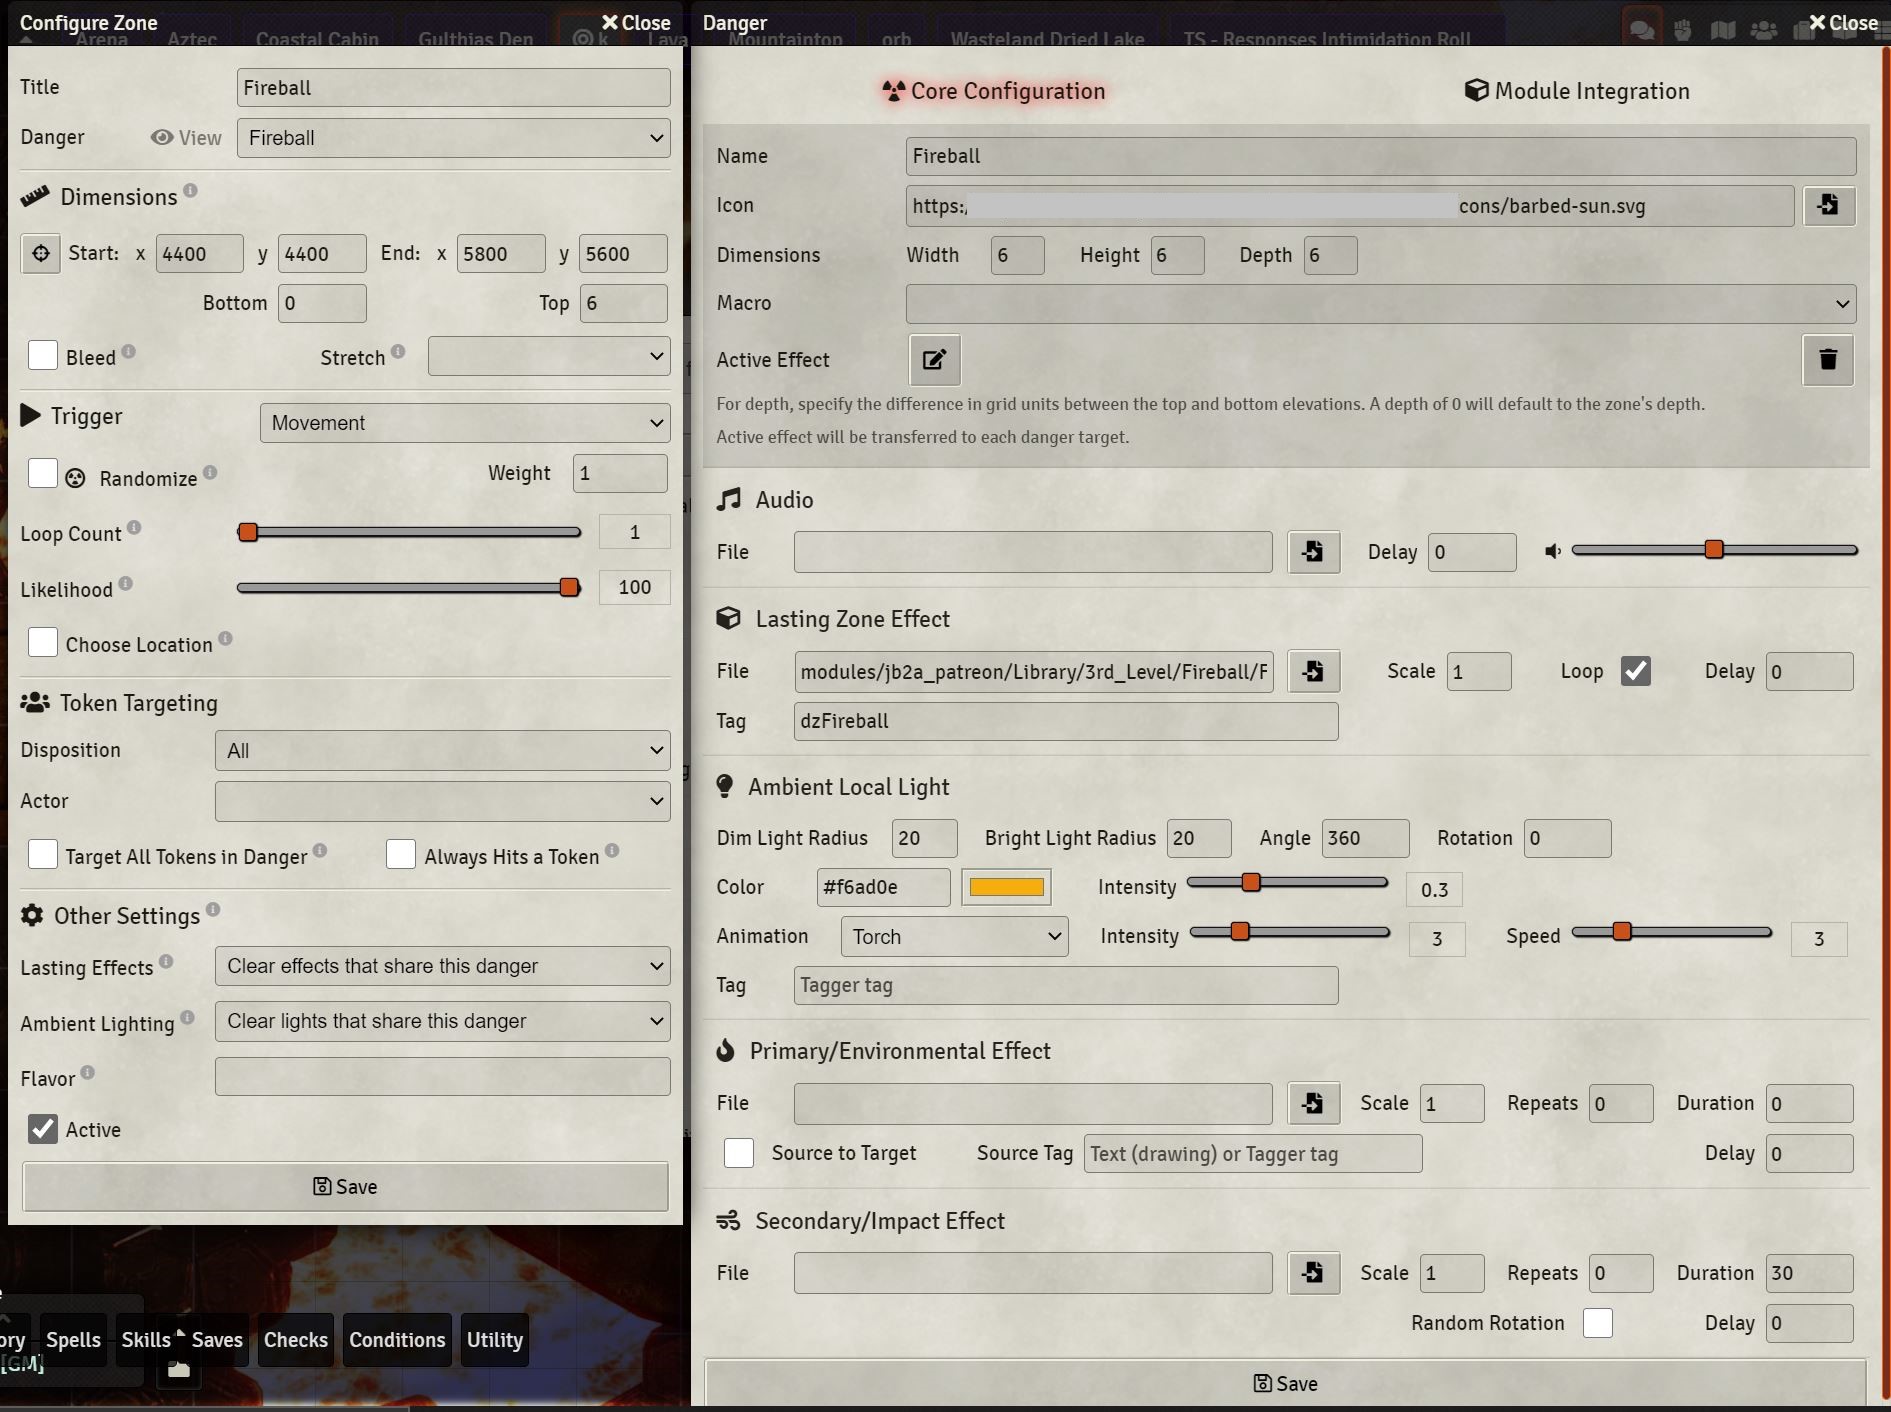 Configure Zone
Close
Title
Fireball
Danger
View
Fireball
Dimensions
Start: x 4400 y 4400 End: x 5800 y 5600
Bottom 0 Top 6
Bleed Stretch
Trigger
Movement
Randomize Weight 1
Loop Count 1
Likelihood 100
Choose Location
Token Targeting
Disposition All
Actor
Target All Tokens in Danger Always Hits a Token
Other Settings
Lasting Effects Clear effects that share this danger
Ambient Lighting Clear lights that share this danger
Flavor
Active
Save
Danger
Close
Arena Aztec Coastal Cabin Gulthias Den k Lava Mountaintop orb Wasteland Dried Lake TS - Responses Intimidation Roll
Core Configuration Module Integration
Name Fireball
Icon https: cons/barbed-sun.svg
Dimensions Width 6 Height 6 Depth 6
Macro
Active Effect
For depth, specify the difference in grid units between the top and bottom elevations. A depth of 0 will default to the zone's depth.
Active effect will be transferred to each danger target.
Audio
File Delay 0
Lasting Zone Effect
File modules/jb2a_patreon/Library/3rd_Level/Fireball/F Scale 1 Loop Delay 0
Tag dzFireball
Ambient Local Light
Dim Light Radius 20 Bright Light Radius 20 Angle 360 Rotation 0
Color #f6ad0e Intensity 0.3
Animation Torch Intensity 3 Speed 3
Tag Tagger tag
Primary/Environmental Effect
File Scale 1 Repeats 0 Duration 0
Source to Target Source Tag Text (drawing) or Tagger tag Delay 0
Secondary/Impact Effect
File Scale 1 Repeats 0 Duration 30
Random Rotation Delay 0
Save
ory Spells Skills Saves Checks Conditions Utility
[GM]